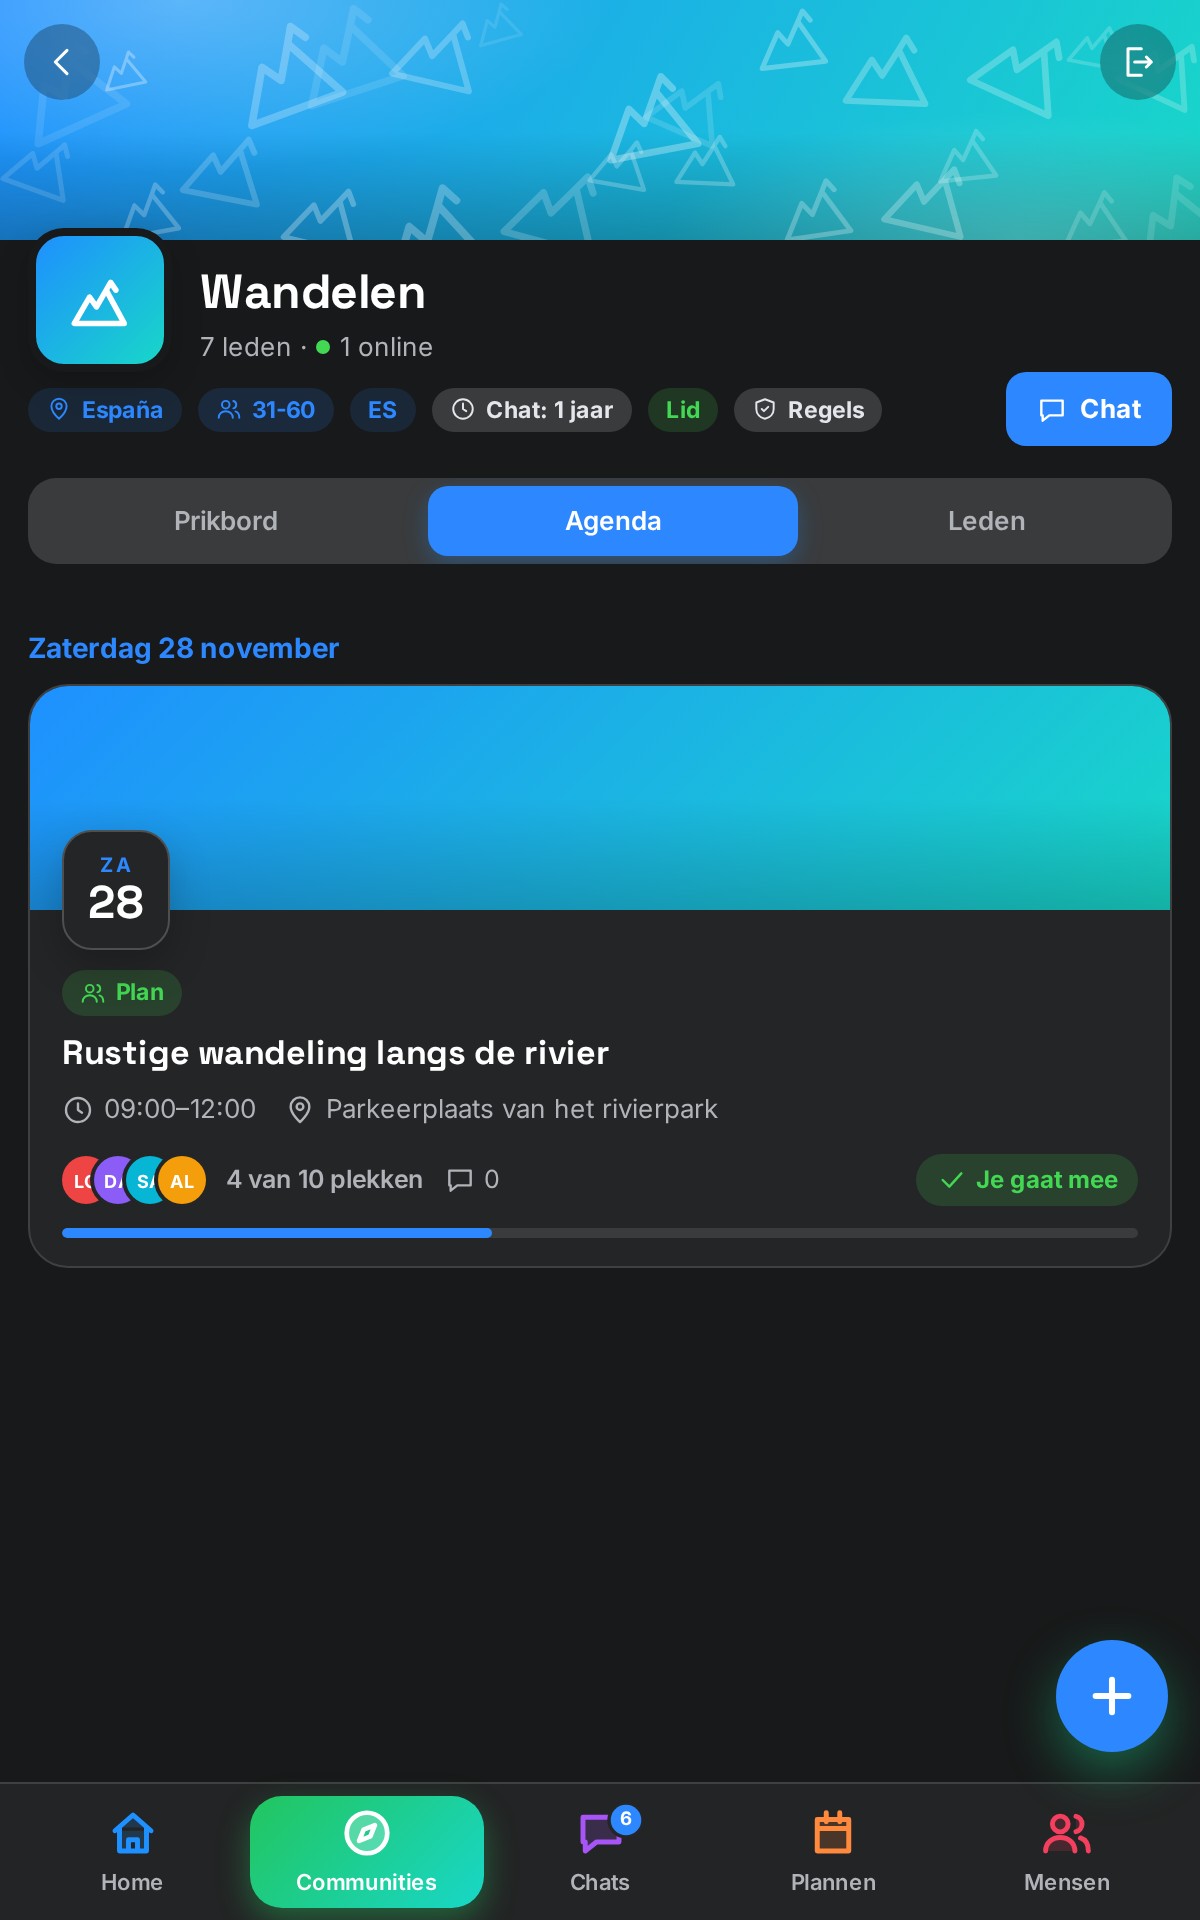 Wandelen
7 leden · 1 online
España 31-60 ES Chat: 1 jaar Lid Regels Chat
Prikbord Agenda Leden
Zaterdag 28 november
ZA
28
Plan
Rustige wandeling langs de rivier
09:00–12:00 Parkeerplaats van het rivierpark
AL 4 van 10 plekken 0 Je gaat mee
6
Home Communities Chats Plannen Mensen